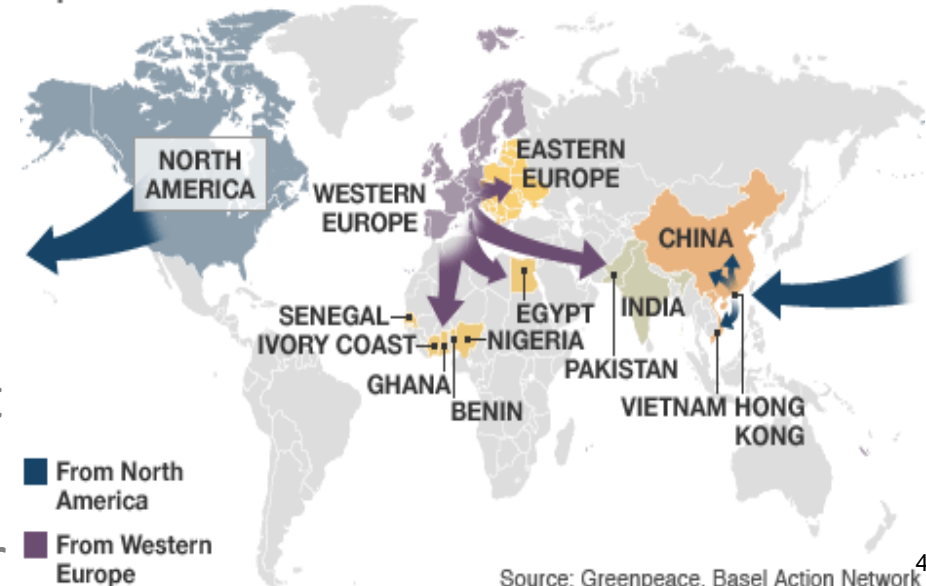 NORTH
AMERICA
WESTERN
EUROPE
EASTERN
EUROPE
CHINA
SENEGAL
IVORY COAST
GHANA
BENIN
NIGERIA
EGYPT
INDIA
PAKISTAN
VIETNAM
HONG
KONG
From North
America
From Western
Europe
4
Source: Greenpeace, Basel Action Network